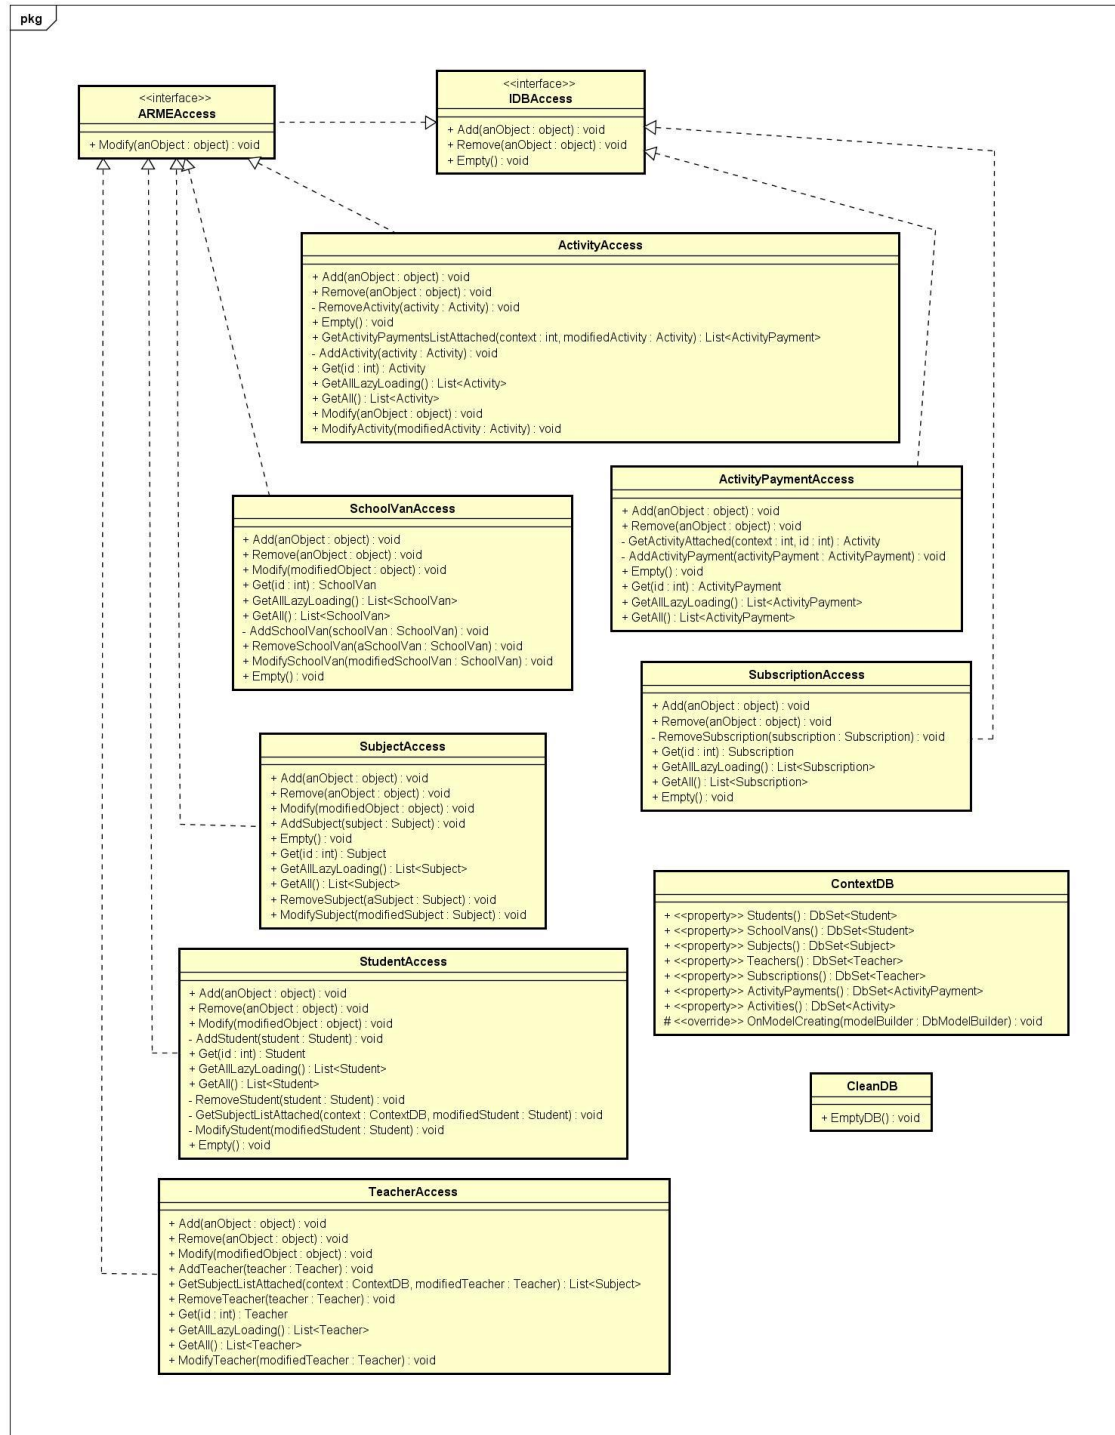 pkg
<<interface>>
ARMEAccess
+ Modify(anObject : object) : void
<<interface>>
IDBAccess
+ Add(anObject : object) : void
+ Remove(anObject : object) : void
+ Empty() : void
ActivityAccess
+ Add(anObject : object) : void
+ Remove(anObject : object) : void
- RemoveActivity(activity : Activity) : void
+ Empty() : void
+ GetActivityPaymentsListAttached(context : int, modifiedActivity : Activity) : List<ActivityPayment>
- AddActivity(activity : Activity) : void
+ Get(id : int) : Activity
+ GetAllLazyLoading() : List<Activity>
+ GetAll() : List<Activity>
+ Modify(anObject : object) : void
+ ModifyActivity(modifiedActivity : Activity) : void
ActivityPaymentAccess
+ Add(anObject : object) : void
+ Remove(anObject : object) : void
- GetActivityAttached(context : int, id : int) : Activity
- AddActivityPayment(activityPayment : ActivityPayment) : void
+ Empty() : void
+ Get(id : int) : ActivityPayment
+ GetAllLazyLoading() : List<ActivityPayment>
+ GetAll() : List<ActivityPayment>
SchoolVanAccess
+ Add(anObject : object) : void
+ Remove(anObject : object) : void
+ Modify(modifiedObject : object) : void
+ Get(id : int) : SchoolVan
+ GetAllLazyLoading() : List<SchoolVan>
+ GetAll() : List<SchoolVan>
- AddSchoolVan(schoolVan : SchoolVan) : void
+ RemoveSchoolVan(aSchoolVan : SchoolVan) : void
+ ModifySchoolVan(modifiedSchoolVan : SchoolVan) : void
+ Empty() : void
SubscriptionAccess
+ Add(anObject : object) : void
+ Remove(anObject : object) : void
- RemoveSubscription(subscription : Subscription) : void
+ Get(id : int) : Subscription
+ GetAllLazyLoading() : List<Subscription>
+ GetAll() : List<Subscription>
+ Empty() : void
SubjectAccess
+ Add(anObject : object) : void
+ Remove(anObject : object) : void
+ Modify(modifiedObject : object) : void
+ AddSubject(subject : Subject) : void
+ Empty() : void
+ Get(id : int) : Subject
+ GetAllLazyLoading() : List<Subject>
+ GetAll() : List<Subject>
+ RemoveSubject(aSubject : Subject) : void
+ ModifySubject(modifiedSubject : Subject) : void
ContextDB
+ <<property>> Students() : DbSet<Student>
+ <<property>> SchoolVans() : DbSet<Student>
+ <<property>> Subjects() : DbSet<Subject>
+ <<property>> Teachers() : DbSet<Teacher>
+ <<property>> Subscriptions() : DbSet<Teacher>
+ <<property>> ActivityPayments() : DbSet<ActivityPayment>
+ <<property>> Activities() : DbSet<Activity>
# <<override>> OnModelCreating(modelBuilder : DbModelBuilder) : void
StudentAccess
+ Add(anObject : object) : void
+ Remove(anObject : object) : void
+ Modify(modifiedObject : object) : void
- AddStudent(student : Student) : void
+ Get(id : int) : Student
+ GetAllLazyLoading() : List<Student>
+ GetAll() : List<Student>
- RemoveStudent(student : Student) : void
- GetSubjectListAttached(context : ContextDB, modifiedStudent : Student) : void
- ModifyStudent(modifiedStudent : Student) : void
+ Empty() : void
CleanDB
+ EmptyDB() : void
TeacherAccess
+ Add(anObject : object) : void
+ Remove(anObject : object) : void
+ Modify(modifiedObject : object) : void
+ AddTeacher(teacher : Teacher) : void
+ GetSubjectListAttached(context : ContextDB, modifiedTeacher : Teacher) : List<Subject>
+ RemoveTeacher(teacher : Teacher) : void
+ Get(id : int) : Teacher
+ GetAllLazyLoading() : List<Teacher>
+ GetAll() : List<Teacher>
+ ModifyTeacher(modifiedTeacher : Teacher) : void